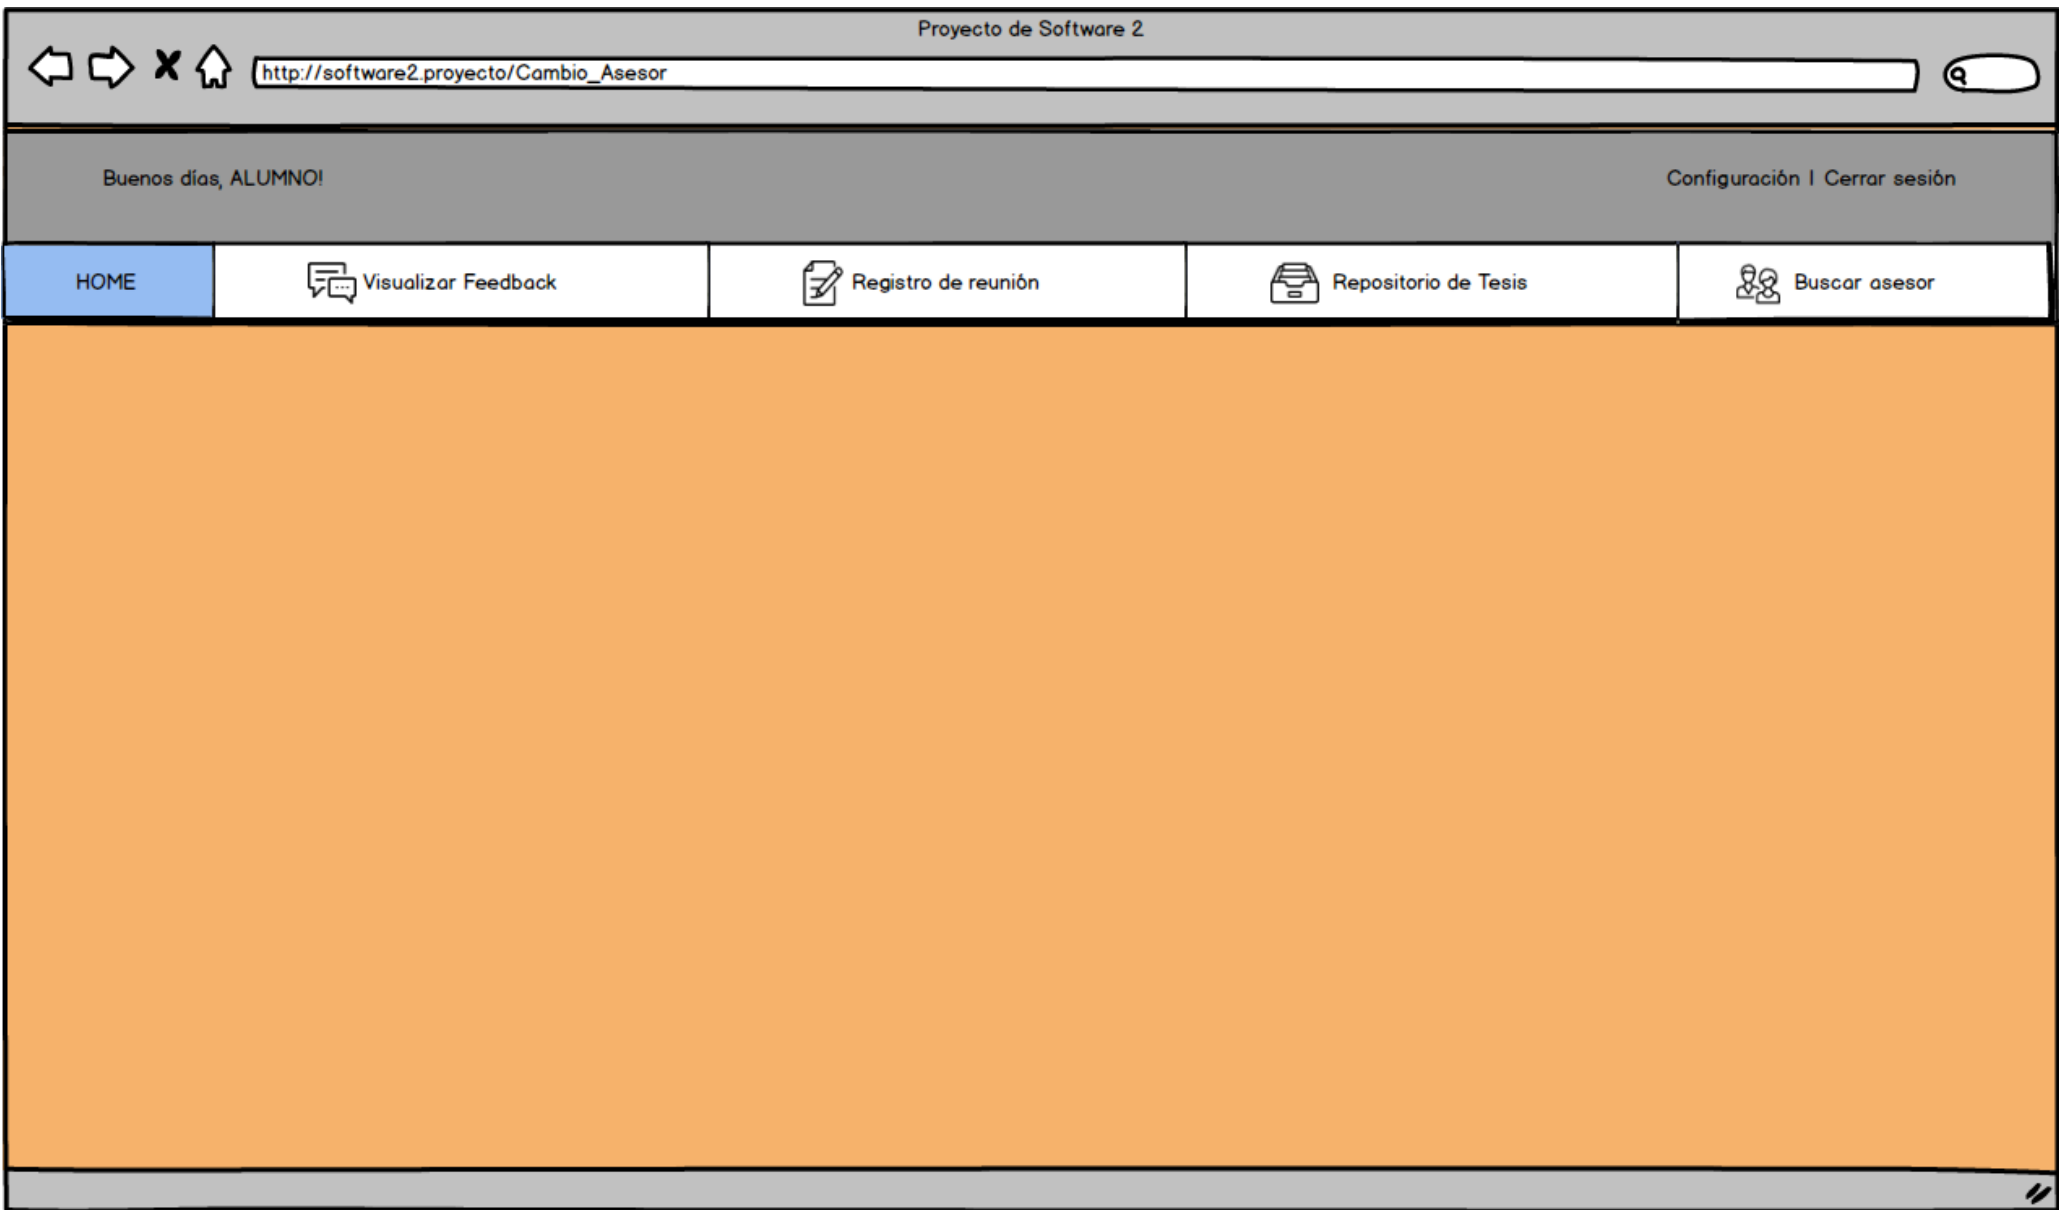 Proyecto de Software 2
http://software2.proyecto/Cambio_Asesor
Buenos días, ALUMNO!
Configuración | Cerrar sesión
HOME
Visualizar Feedback
Registro de reunión
Repositorio de Tesis
Buscar asesor